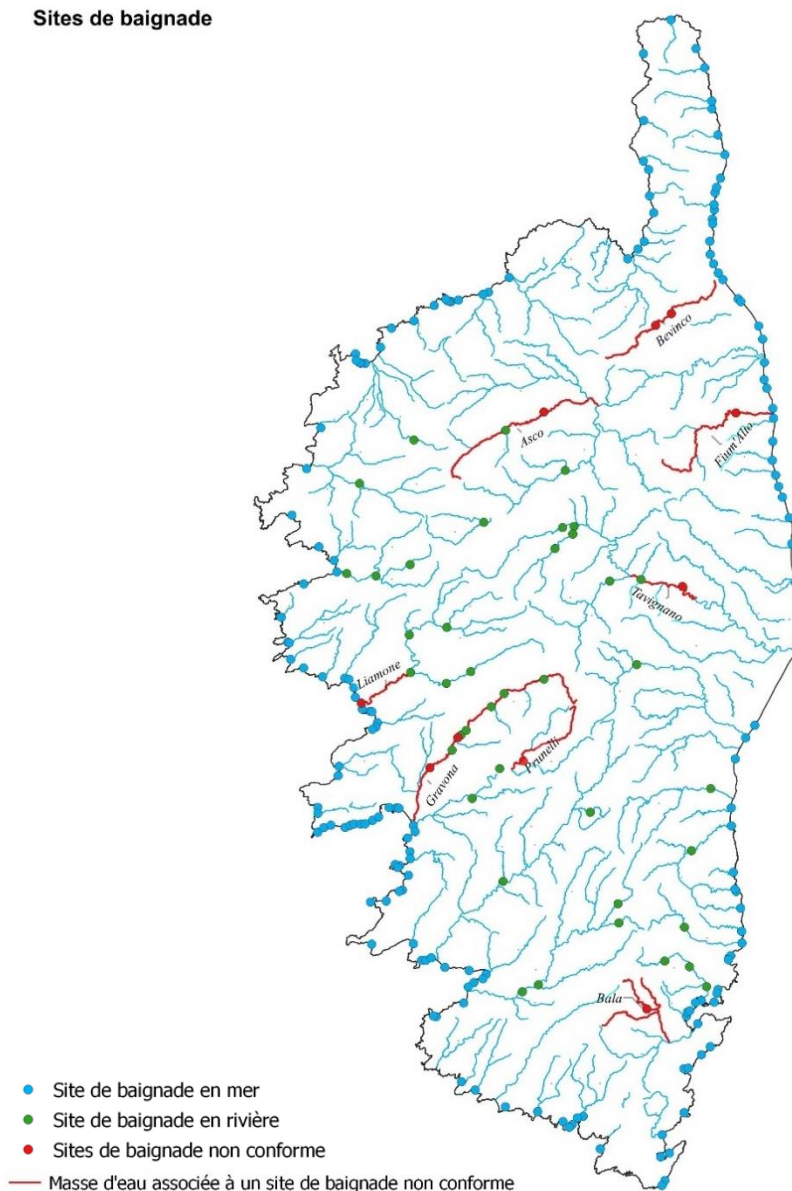 Sites de baignade
Bevinco
Asco
Fium'Alto
Tavignano
Liamone
Gravona
Prunelli
Bala
Site de baignade en mer
Site de baignade en rivière
Sites de baignade non conforme
Masse d'eau associée à un site de baignade non conforme